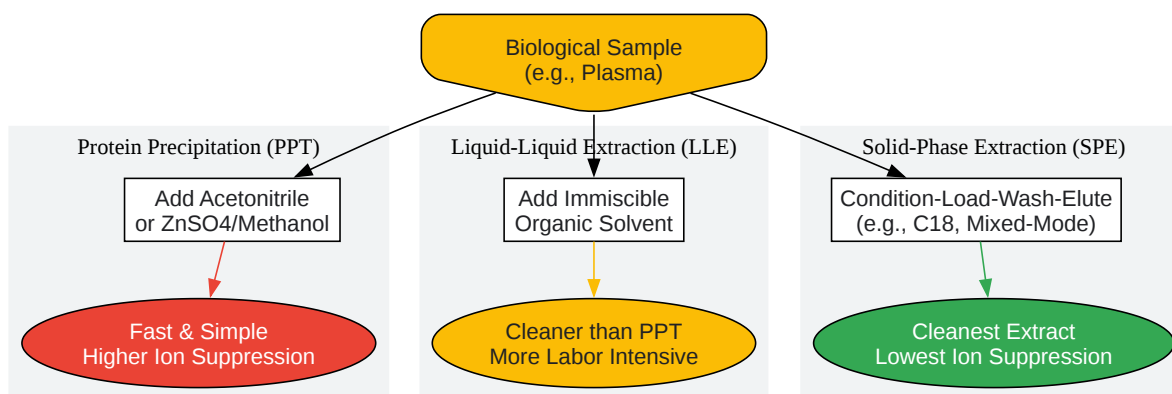 Biological Sample
(e.g., Plasma)
Protein Precipitation (PPT)
Add Acetonitrile
or ZnSO4/Methanol
Fast & Simple
Higher Ion Suppression
Liquid-Liquid Extraction (LLE)
Add Immiscible
Organic Solvent
Cleaner than PPT
More Labor Intensive
Solid-Phase Extraction (SPE)
Condition-Load-Wash-Elute
(e.g., C18, Mixed-Mode)
Cleanest Extract
Lowest Ion Suppression